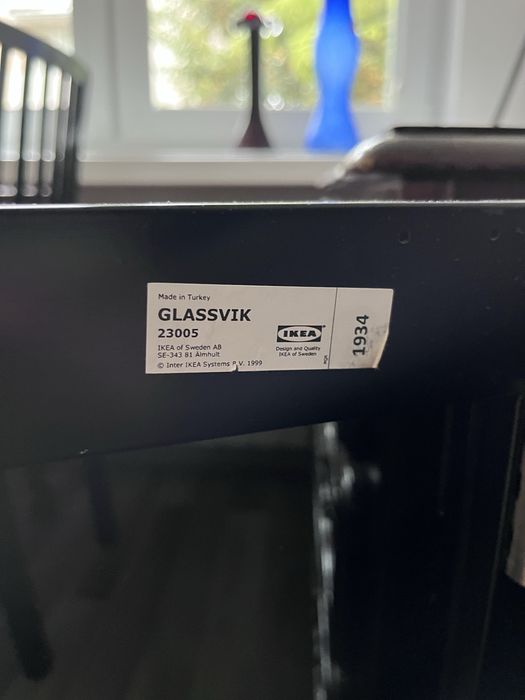 Made in Turkey
GLASSVIK
23005
IKEA of Sweden AB
SE-343 81 Älmhult
© Inter IKEA Systems B.V. 1999
IKEA
Design and Quality
IKEA of Sweden
1934